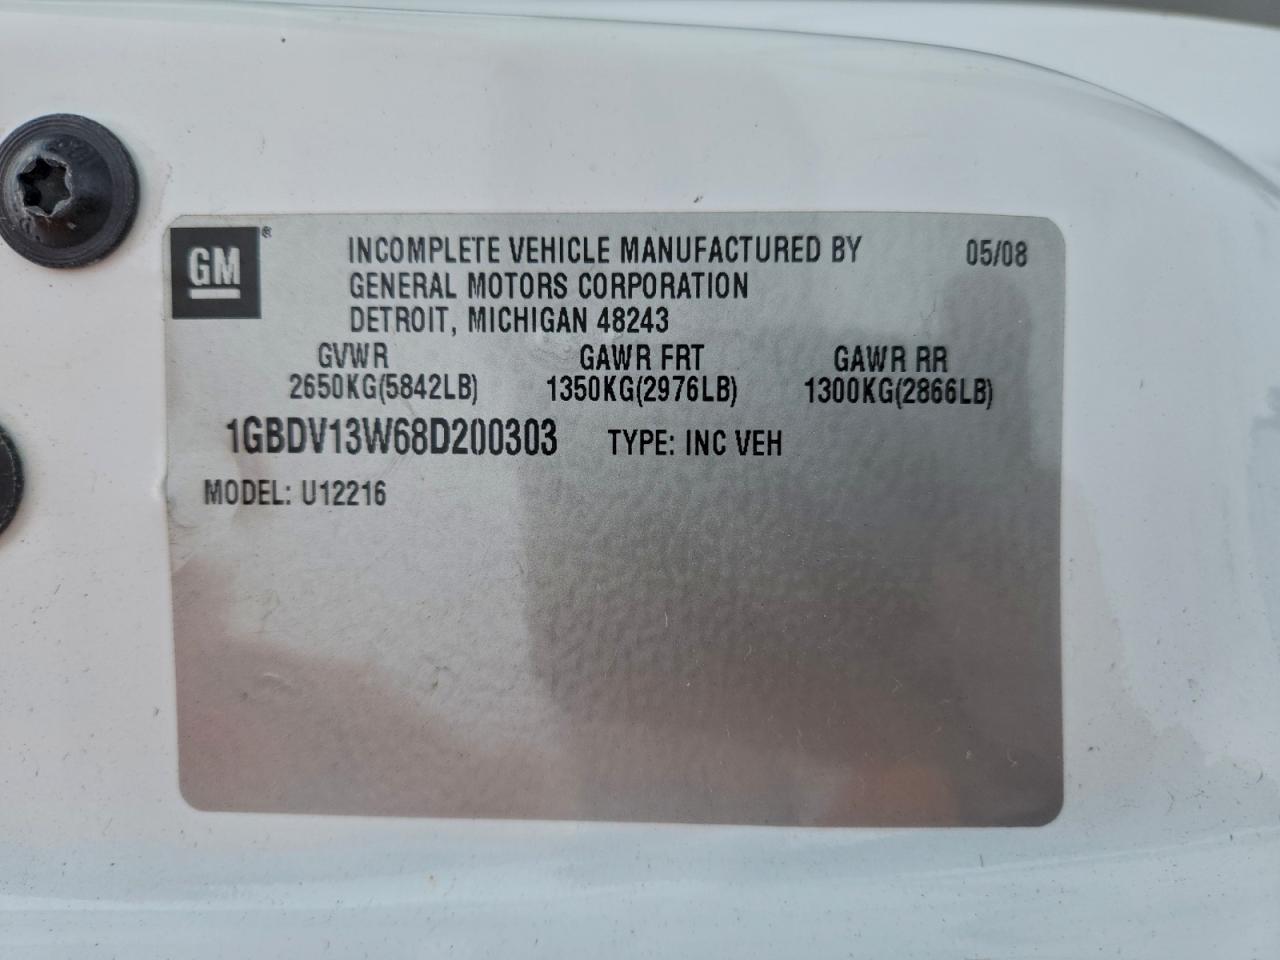 GM® INCOMPLETE VEHICLE MANUFACTURED BY 05/08
GENERAL MOTORS CORPORATION
DETROIT, MICHIGAN 48243
GVWR GAWR FRT GAWR RR
2650KG(5842LB) 1350KG(2976LB) 1300KG(2866LB)
1GBDV13W68D200303 TYPE: INC VEH
MODEL: U12216